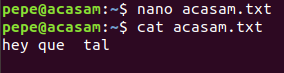 pepe@acasam:~$ nano acasam.txt
pepe@acasam:~$ cat acasam.txt
hey que  tal